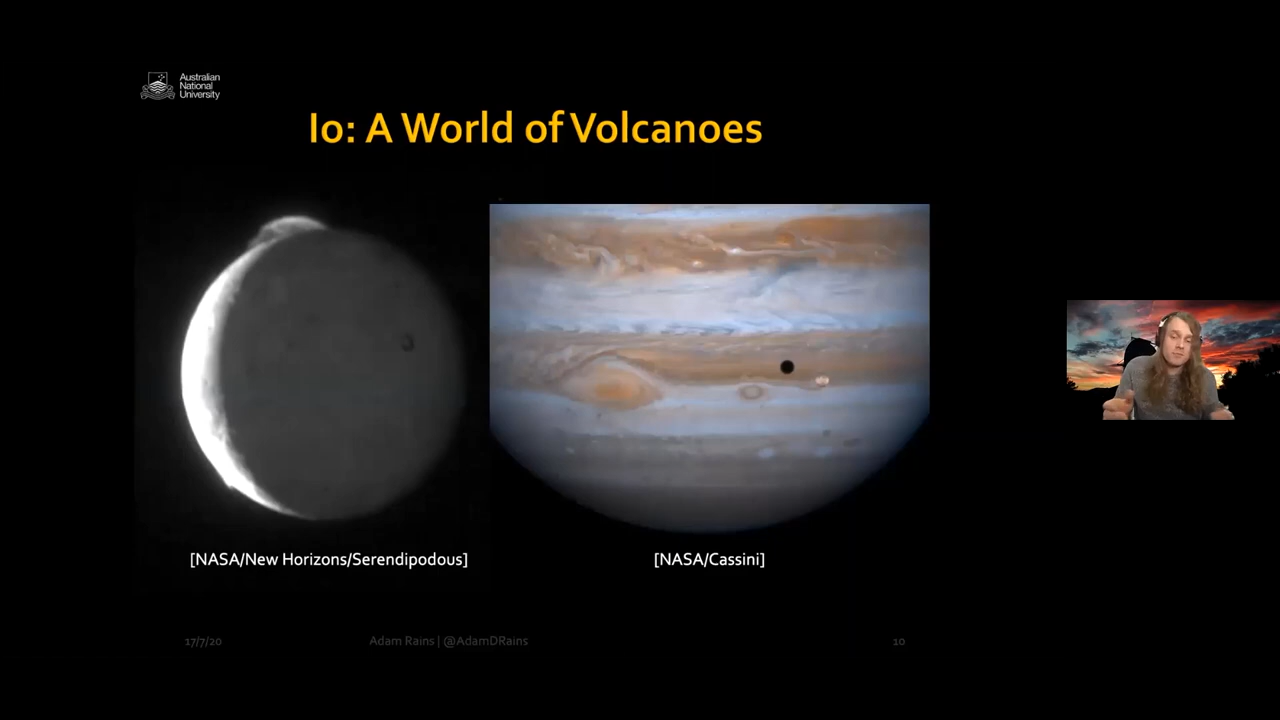 Australian
National
University
Io: A World of Volcanoes
[NASA/New Horizons/Serendipodous]
[NASA/Cassini]
17/7/20
Adam Rains | @AdamDRains
10